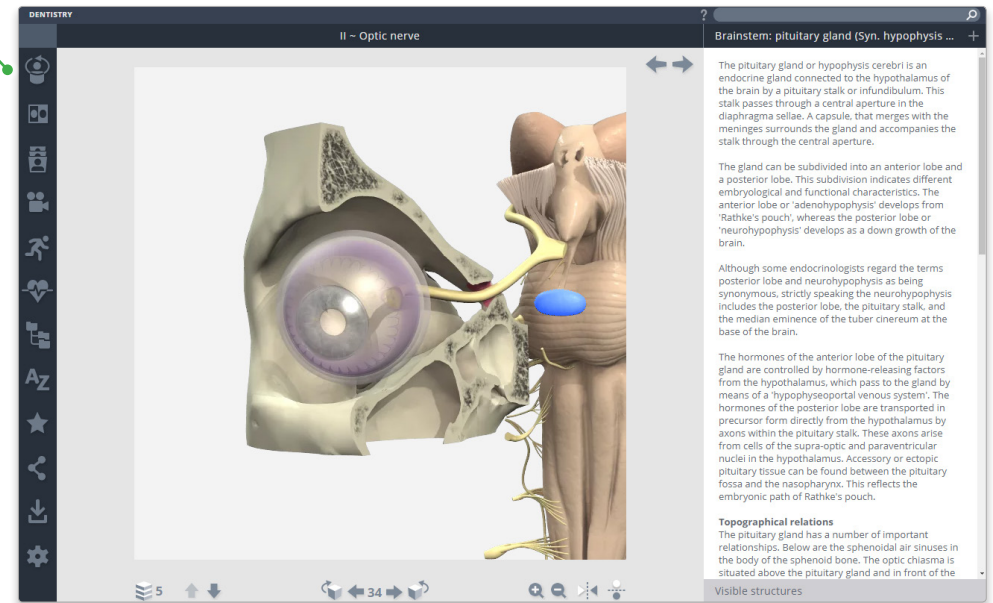 DENTISTRY
?
II ~ Optic nerve
Brainstem: pituitary gland (Syn. hypophysis ...
+
The pituitary gland or hypophysis cerebri is an
endocrine gland connected to the hypothalamus of
the brain by a pituitary stalk or infundibulum. This
stalk passes through a central aperture in the
diaphragma sellae. A capsule, that merges with the
meninges surrounds the gland and accompanies the
stalk through the central aperture.
The gland can be subdivided into an anterior lobe and
a posterior lobe. This subdivision indicates different
embryological and functional characteristics. The
anterior lobe or 'adenohypophysis' develops from
'Rathke's pouch', whereas the posterior lobe or
'neurohypophysis' develops as a down growth of the
brain.
Although some endocrinologists regard the terms
posterior lobe and neurohypophysis as being
synonymous, strictly speaking the neurohypophysis
includes the posterior lobe, the pituitary stalk, and
the median eminence of the tuber cinereum at the
base of the brain.
The hormones of the anterior lobe of the pituitary
gland are controlled by hormone-releasing factors
from the hypothalamus, which pass to the gland by
means of a 'hypophyseoportal venous system'. The
hormones of the posterior lobe are transported in
precursor form directly from the hypothalamus by
axons within the pituitary stalk. These axons arise
from cells of the supra-optic and paraventricular
nuclei in the hypothalamus. Accessory or ectopic
pituitary tissue can be found between the pituitary
fossa and the nasopharynx. This reflects the
embryonic path of Rathke's pouch.
Topographical relations
The pituitary gland has a number of important
relationships. Below are the sphenoidal air sinuses in
the body of the sphenoid bone. The optic chiasma is
situated above the pituitary gland and in front of the
AZ
5
34
Visible structures